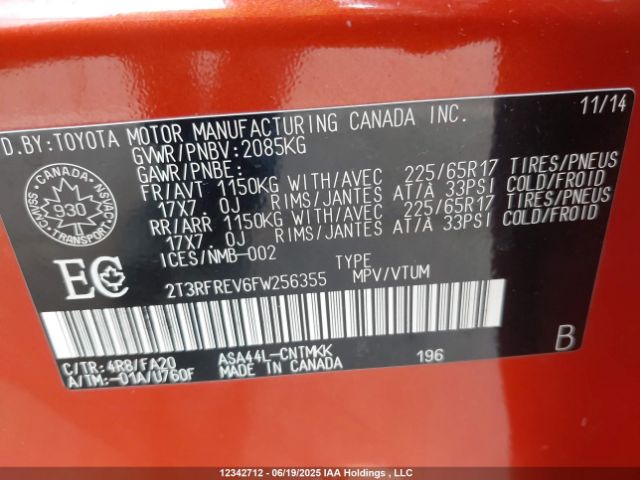 11/14
D.BY:TOYOTA MOTOR MANUFACTURING CANADA INC.
GVWR/PNBV:2085KG
GAWR/PNBE:
FR/AVT 1150KG WITH/AVEC 225/65R17 TIRES/PNEUS
17X7 0J RIMS/JANTES AT/À 33PSI COLD/FROID
RR/ARR 1150KG WITH/AVEC 225/65R17 TIRES/PNEUS
17X7 0J RIMS/JANTES AT/À 33PSI COLD/FROID
ICES/NMB-002
CANADA
930
TRANSPORT
EC
2T3RFREV6FW256355
TYPE
MPV/VTUM
C/TR:4R8/FA20
A/TM:-01A/U760F
ASA44L-CNTMKK
MADE IN CANADA
196
B
12342712 - 06/19/2025 IAA Holdings , LLC